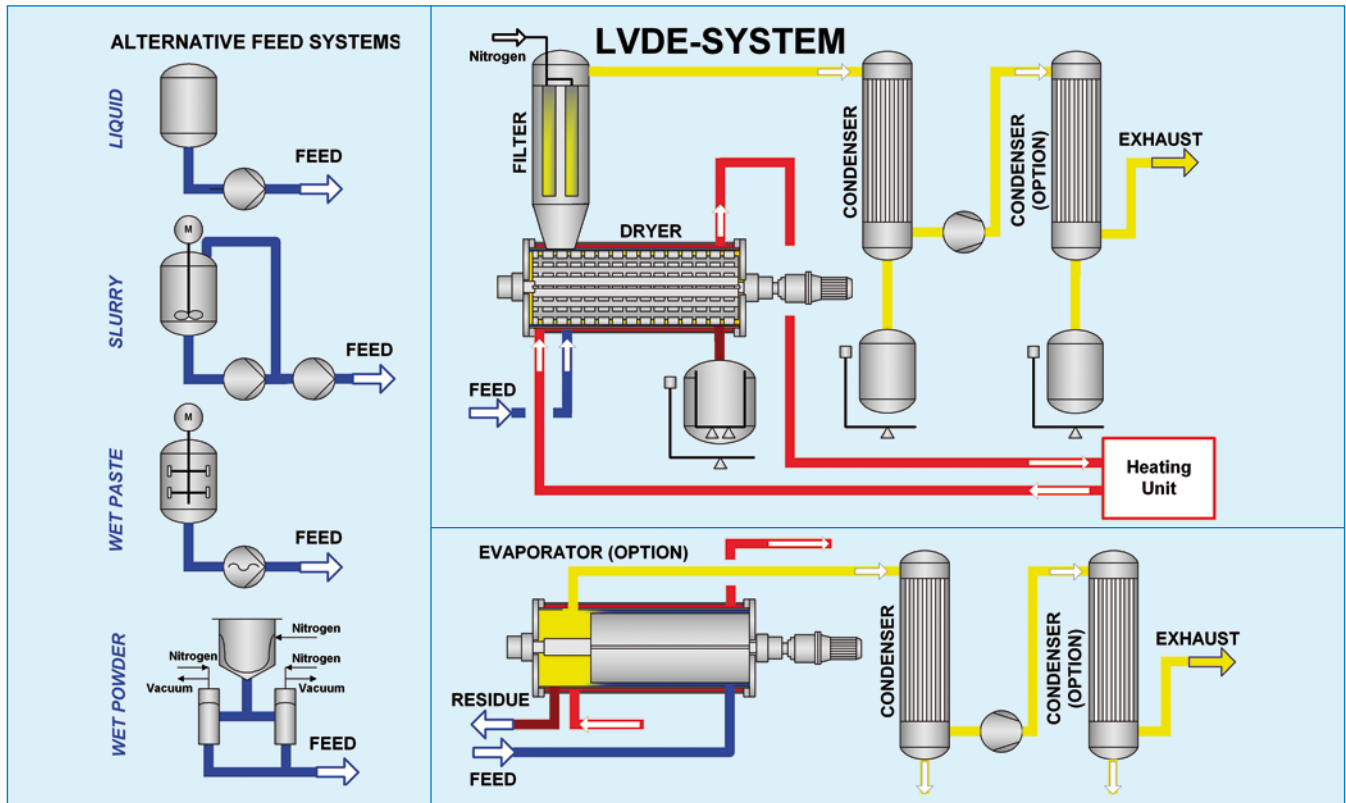 ALTERNATIVE FEED SYSTEMS
LIQUID
FEED
M
SLURRY
FEED
M
WET PASTE
FEED
WET POWDER
Nitrogen
Nitrogen
Nitrogen
Vacuum
Vacuum
FEED
LVDE-SYSTEM
Nitrogen
FILTER
DRYER
CONDENSER
CONDENSER
(OPTION)
EXHAUST
FEED
Heating
Unit
EVAPORATOR (OPTION)
RESIDUE
FEED
CONDENSER
CONDENSER
(OPTION)
EXHAUST